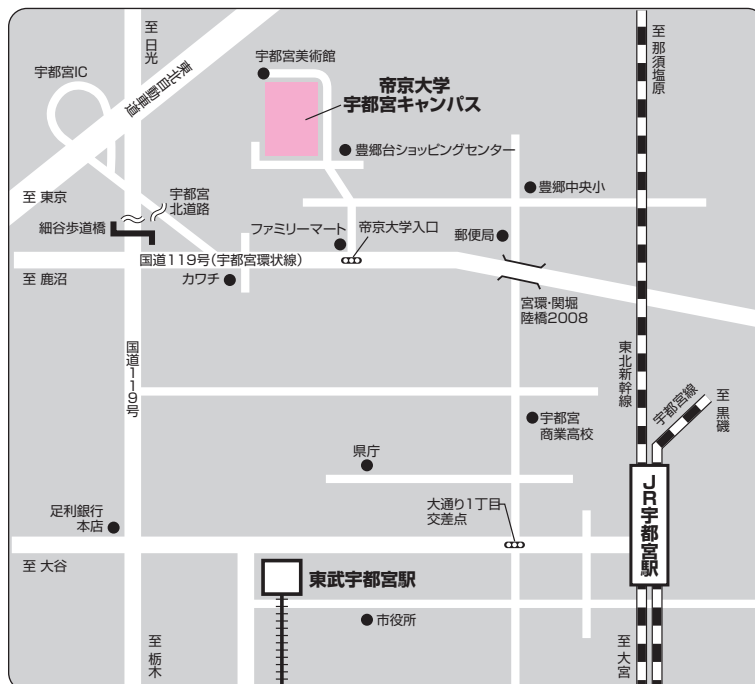 至 日光
宇都宮IC
東北自動車道
宇都宮美術館
帝京大学
宇都宮キャンパス
至 那須塩原
豊郷台ショッピングセンター
豊郷中央小
至 東京
宇都宮
北道路
細谷歩道橋
ファミリーマート
帝京大学入口
郵便局
国道119号(宇都宮環状線)
至 鹿沼
カワチ
宮環・関堀
陸橋2008
国道119号
東北新幹線
宇都宮線
至 黒磯
宇都宮
商業高校
県庁
JR宇都宮駅
足利銀行
本店
大通り1丁目
交差点
至 大谷
東武宇都宮駅
市役所
至 栃木
至 大宮